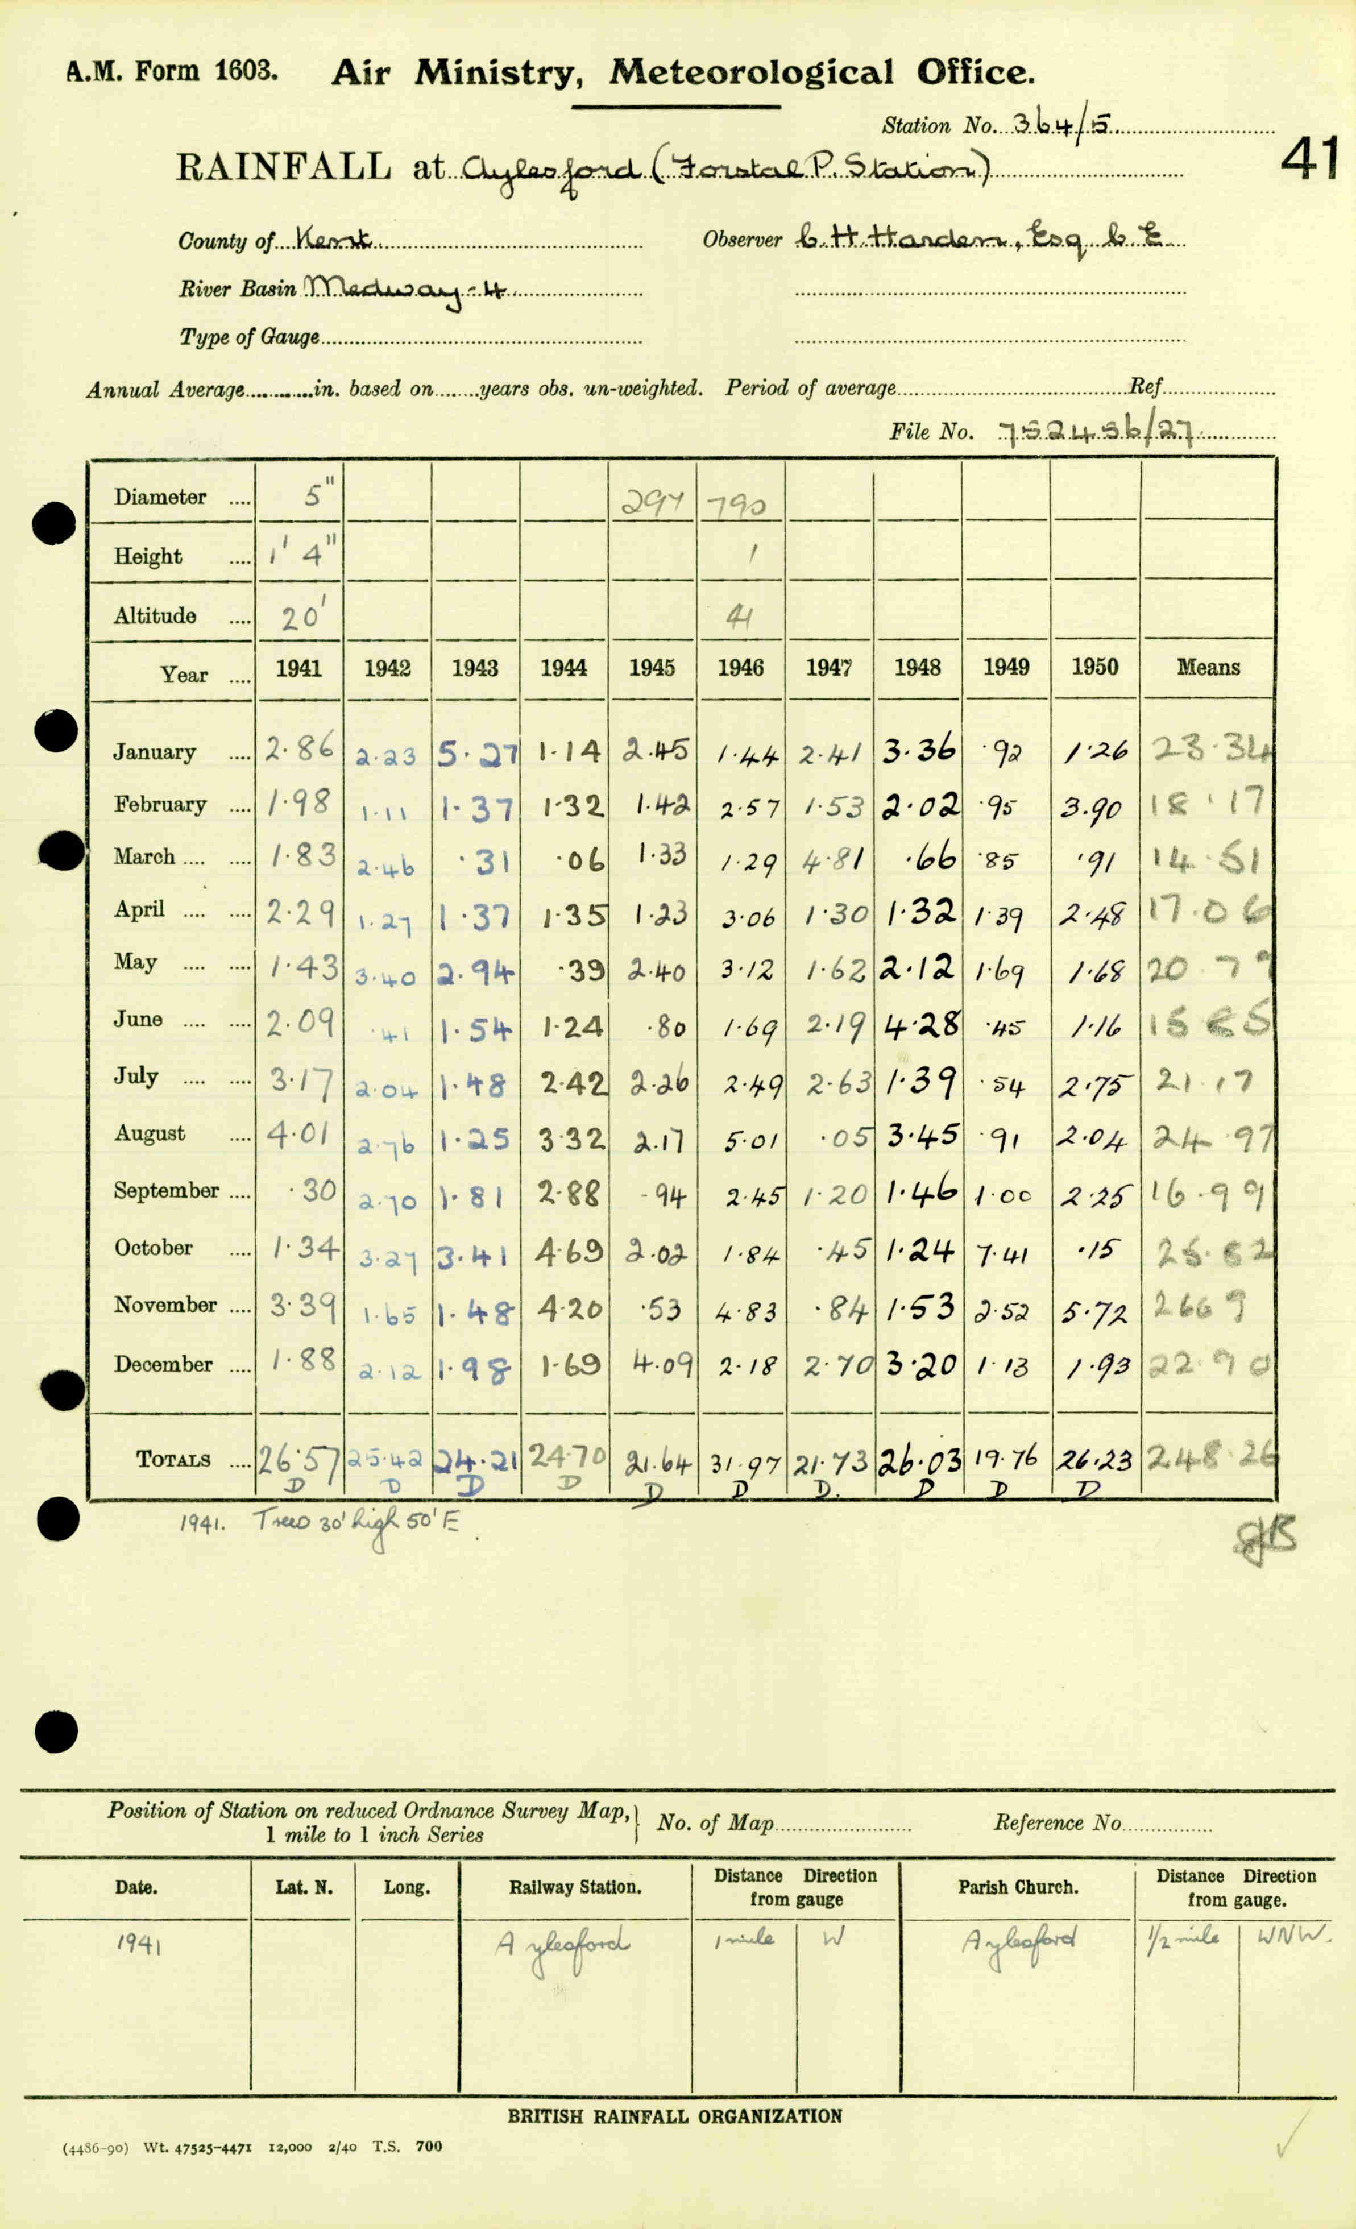 A.M. Form 1603. Air Ministry, Meteorological Office.
Station No. 364/5
41
RAINFALL at Aylesford (Forstal P. Station)
County of Kent Observer C. H. Harden, Esq C E
River Basin Medway - 4
Type of Gauge
Annual Average in. based on years obs. un-weighted. Period of average Ref
File No. 752456/27
Diameter .... 5" 297 790
Height .... 1' 4" 1
Altitude .... 20' 41
Year .... 1941 1942 1943 1944 1945 1946 1947 1948 1949 1950 Means
January .... 2.86 2.23 5.27 1.14 2.45 1.44 2.41 3.36 .92 1.26 23.34
February .... 1.98 1.11 1.37 1.32 1.42 2.57 1.53 2.02 .95 3.90 18.17
March .... .... 1.83 2.46 .31 .06 1.33 1.29 4.81 .66 .85 .91 14.51
April .... .... 2.29 1.27 1.37 1.35 1.23 3.06 1.30 1.32 1.39 2.48 17.06
May .... .... 1.43 3.40 2.94 .39 2.40 3.12 1.62 2.12 1.69 1.68 20.79
June .... .... 2.09 .41 1.54 1.24 .80 1.69 2.19 4.28 .45 1.16 15.85
July .... .... 3.17 2.04 1.48 2.42 2.26 2.49 2.63 1.39 .54 2.75 21.17
August .... 4.01 2.76 1.25 3.32 2.17 5.01 .05 3.45 .91 2.04 24.97
September .... .30 2.70 1.81 2.88 .94 2.45 1.20 1.46 1.00 2.25 16.99
October .... 1.34 3.27 3.41 4.69 2.02 1.84 .45 1.24 7.41 .15 25.82
November .... 3.39 1.65 1.48 4.20 .53 4.83 .84 1.53 2.52 5.72 26.69
December .... 1.88 2.12 1.98 1.69 4.09 2.18 2.70 3.20 1.13 1.93 22.90
TOTALS .... 26.57 25.42 24.21 24.70 21.64 31.97 21.73 26.03 19.76 26.23 248.26
D D D D D D D. D D D
1941. Trees 30' high 50' E.
Position of Station on reduced Ordnance Survey Map, No. of Map Reference No.
1 mile to 1 inch Series
Date. Lat. N. Long. Railway Station. Distance from gauge Direction Parish Church. Distance Direction from gauge.
1941 Aylesford 1 mile W Aylesford 1/2 mile WNW.
BRITISH RAINFALL ORGANIZATION
(4486-90) Wt. 47525-4471 12,000 2/40 T.S. 700